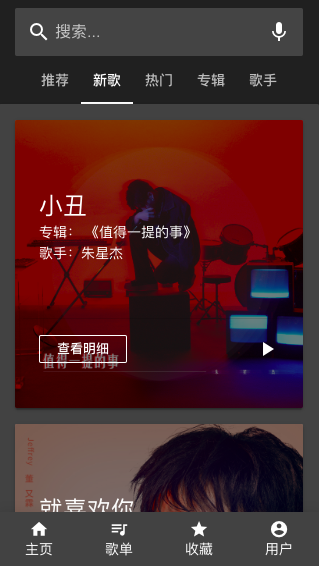 搜索...
推荐 新歌 热门 专辑 歌手
小丑
专辑: 《值得一提的事》
歌手: 朱星杰
查看明细
值得一提的事
Jeffrey
就喜欢你
主页 歌单 收藏 用户